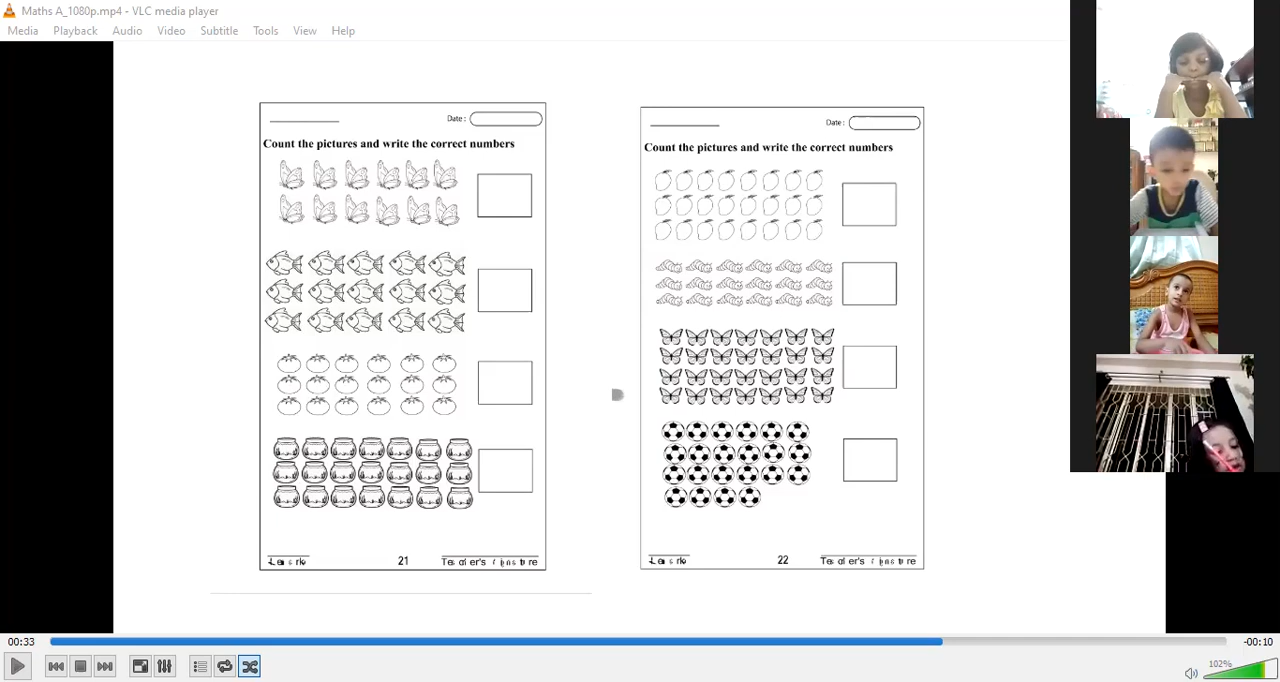 Maths A_1080p.mp4 - VLC media player
Media Playback Audio Video Subtitle Tools View Help
Date :
Count the pictures and write the correct numbers
21
Date :
Count the pictures and write the correct numbers
22
00:33
-00:10
102%